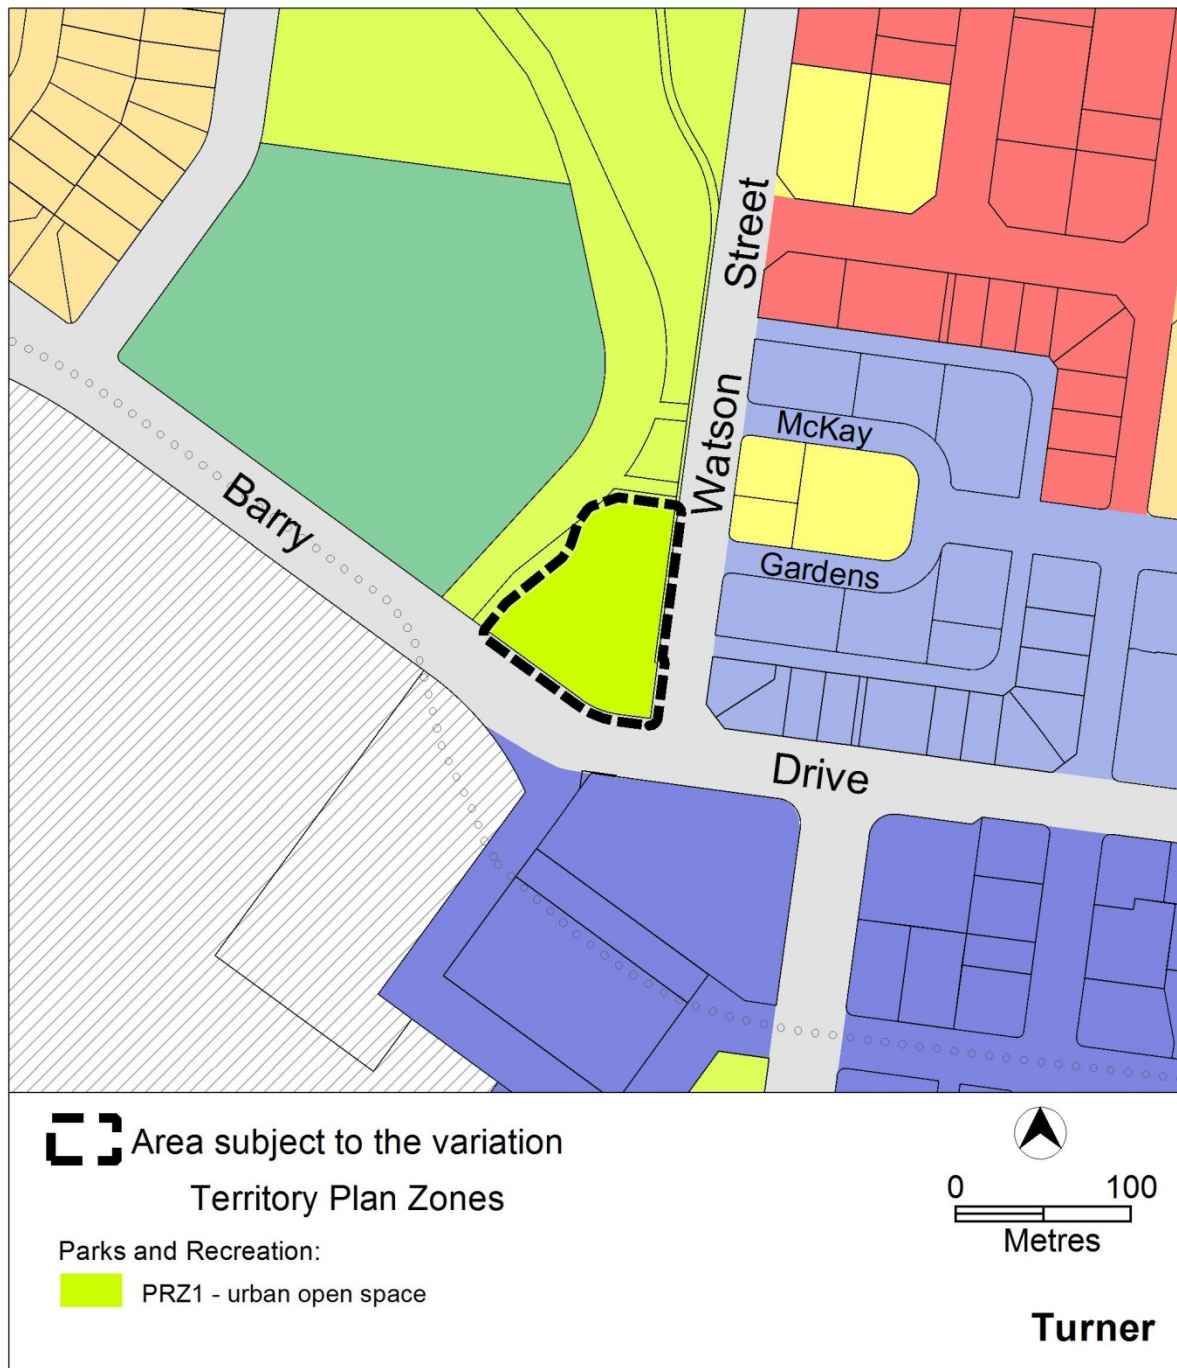 Street
Watson
McKay
Barry
Gardens
Drive
Area subject to the variation
Territory Plan Zones
0 100
Metres
Parks and Recreation:
PRZ1 - urban open space
Turner